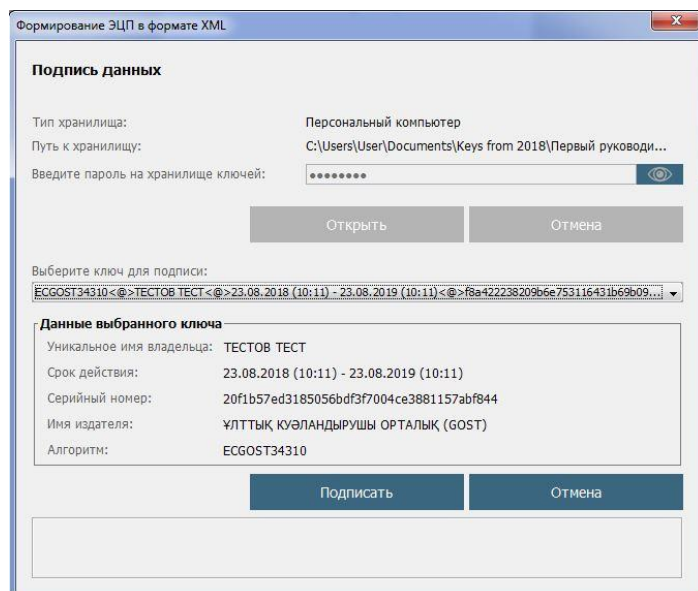 Формирование ЭЦП в формате XML
Подпись данных
Тип хранилища: Персональный компьютер
Путь к хранилищу: C:\Users\User\Documents\Keys from 2018\Первый руководи...
Введите пароль на хранилище ключей: ••••••••
Открыть Отмена
Выберите ключ для подписи:
ECGOST34310<@>ТЕСТОВ ТЕСТ<@>23.08.2018 (10:11) - 23.08.2019 (10:11)<@>f8a422238209b6e753116431b69b09...
Данные выбранного ключа
Уникальное имя владельца: ТЕСТОВ ТЕСТ
Срок действия: 23.08.2018 (10:11) - 23.08.2019 (10:11)
Серийный номер: 20f1b57ed3185056bdf3f7004ce3881157abf844
Имя издателя: ҰЛТТЫҚ КУӘЛАНДЫРУШЫ ОРТАЛЫҚ (GOST)
Алгоритм: ECGOST34310
Подписать Отмена